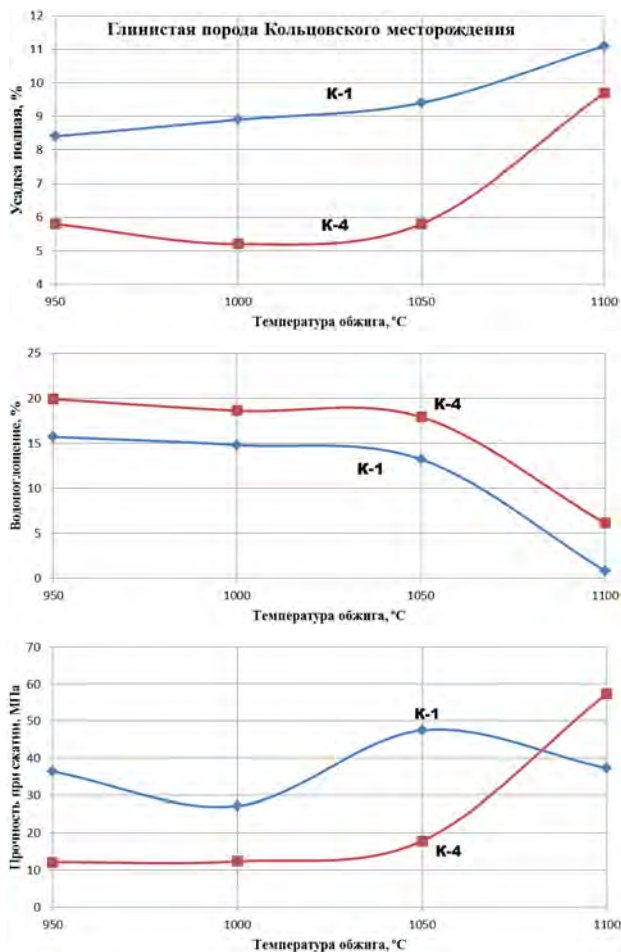 Глинистая порода Кольцовского месторождения
Усадка полная, %
12
11
10
9
8
7
6
5
4
К-1
К-4
950
1000
1050
1100
Температура обжига, °С
Водопоглощение, %
25
20
15
10
5
0
К-4
К-1
950
1000
1050
1100
Температура обжига, °С
Прочность при сжатии, МПа
70
60
50
40
30
20
10
0
К-1
К-4
950
1000
1050
1100
Температура обжига, °С